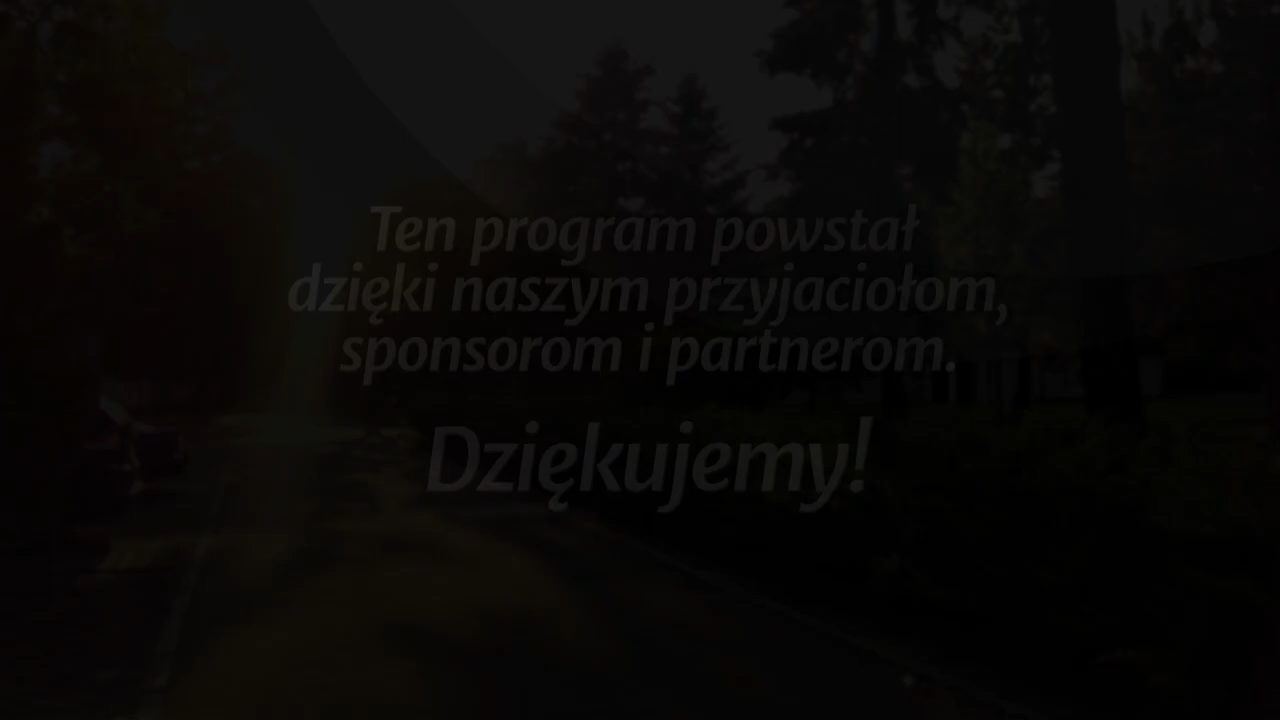 Ten program powstał
dzięki naszym przyjaciołom,
sponsorom i partnerom.
Dziękujemy!